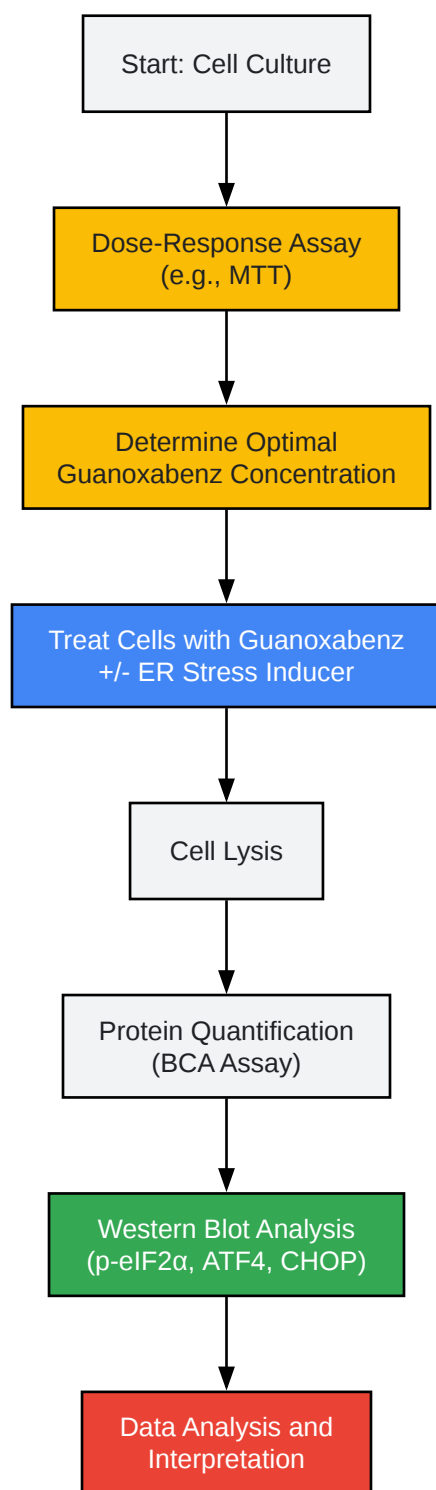 Start: Cell Culture
Dose-Response Assay
(e.g., MTT)
Determine Optimal
Guanoxabenz Concentration
Treat Cells with Guanoxabenz
+/- ER Stress Inducer
Cell Lysis
Protein Quantification
(BCA Assay)
Western Blot Analysis
(p-eIF2α, ATF4, CHOP)
Data Analysis and
Interpretation